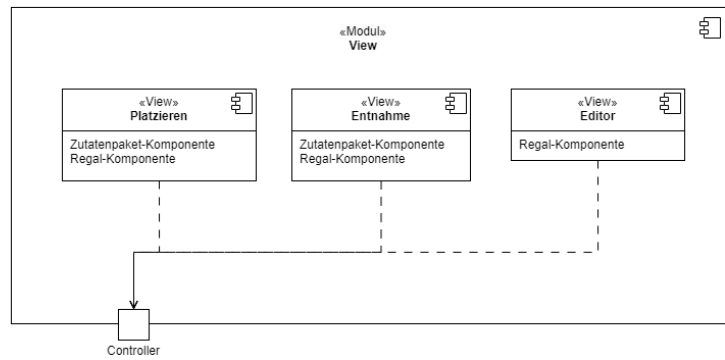 «Modul»
View
«View»
Platzieren
Zutatenpaket-Komponente
Regal-Komponente
«View»
Entnahme
Zutatenpaket-Komponente
Regal-Komponente
«View»
Editor
Regal-Komponente
Controller